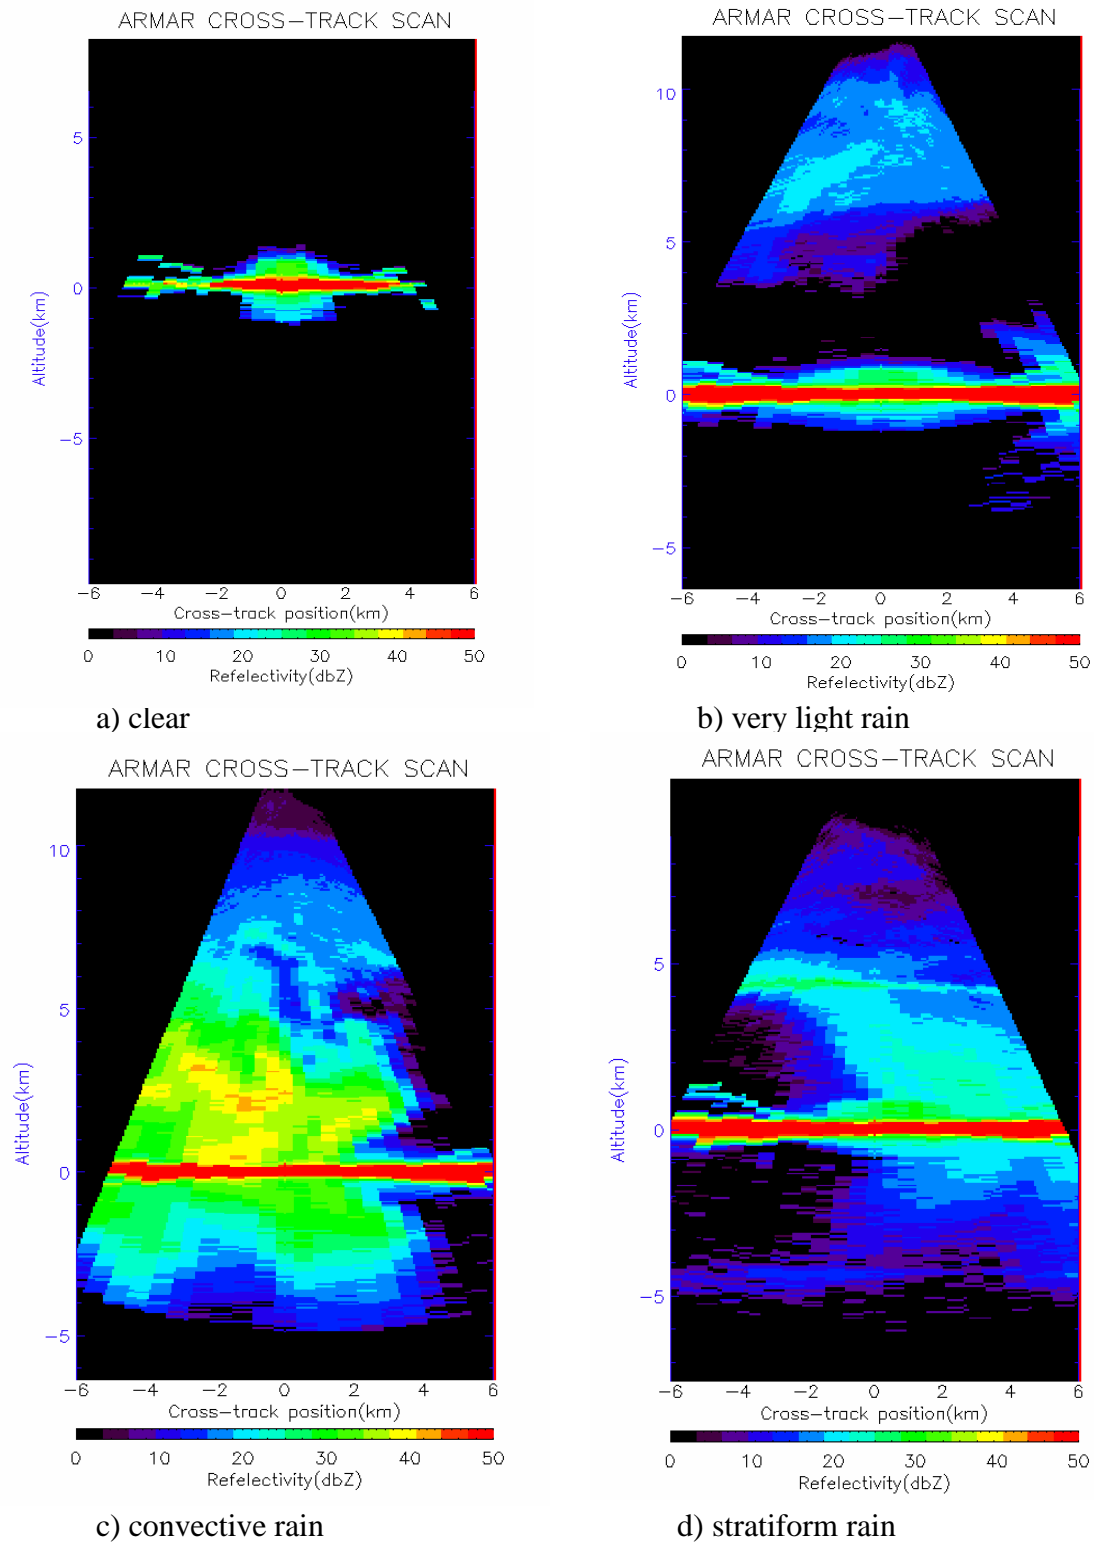 ARMAR CROSS-TRACK SCAN
5
0
-5
Altitude(km)
-6 -4 -2 0 2 4 6
Cross-track position(km)
0 10 20 30 40 50
Refelectivity(dbZ)
a) clear
ARMAR CROSS-TRACK SCAN
10
5
0
-5
Altitude(km)
-6 -4 -2 0 2 4 6
Cross-track position(km)
0 10 20 30 40 50
Refelectivity(dbZ)
b) very light rain
ARMAR CROSS-TRACK SCAN
10
5
0
-5
Altitude(km)
-6 -4 -2 0 2 4 6
Cross-track position(km)
0 10 20 30 40 50
Refelectivity(dbZ)
c) convective rain
ARMAR CROSS-TRACK SCAN
5
0
-5
Altitude(km)
-6 -4 -2 0 2 4 6
Cross-track position(km)
0 10 20 30 40 50
Refelectivity(dbZ)
d) stratiform rain